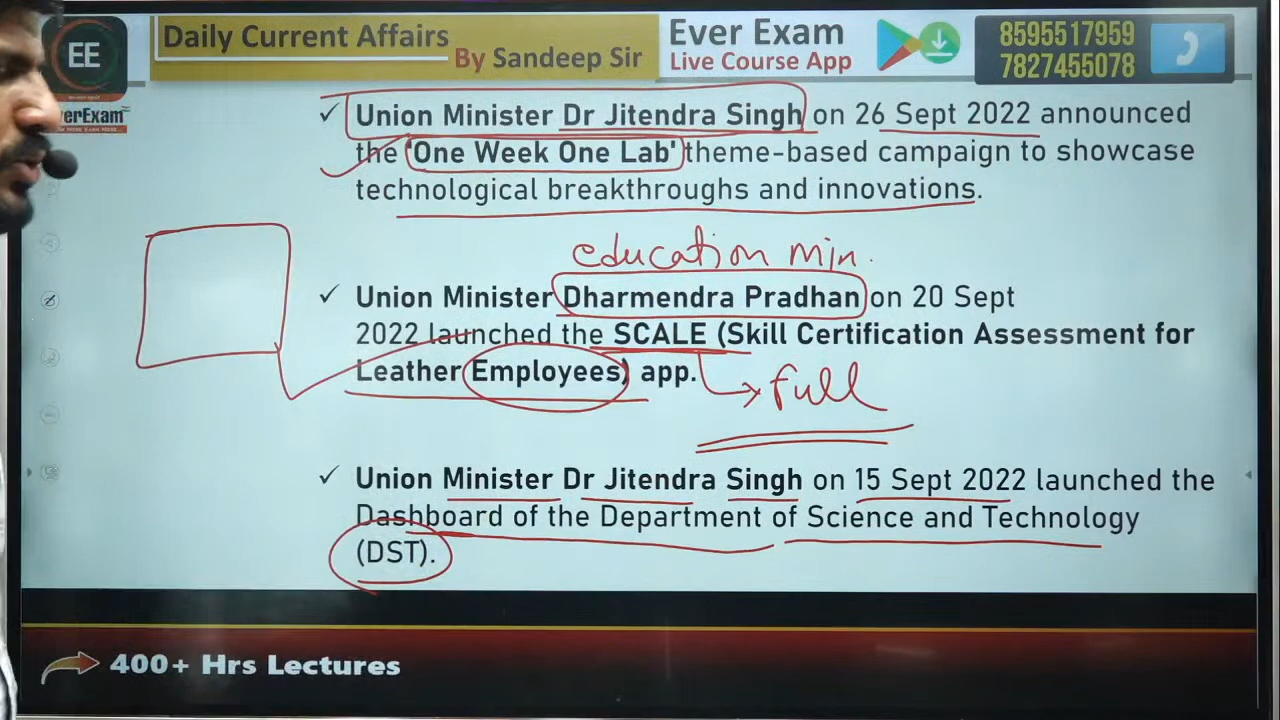 EE
verExam
Daily Current Affairs
By Sandeep Sir
Ever Exam
Live Course App
8595517959
7827455078
✓ Union Minister Dr Jitendra Singh on 26 Sept 2022 announced
the 'One Week One Lab' theme-based campaign to showcase
technological breakthroughs and innovations.
education min.
✓ Union Minister Dharmendra Pradhan on 20 Sept
2022 launched the SCALE (Skill Certification Assessment for
Leather Employees) app.
→ full
✓ Union Minister Dr Jitendra Singh on 15 Sept 2022 launched the
Dashboard of the Department of Science and Technology
(DST).
400+ Hrs Lectures